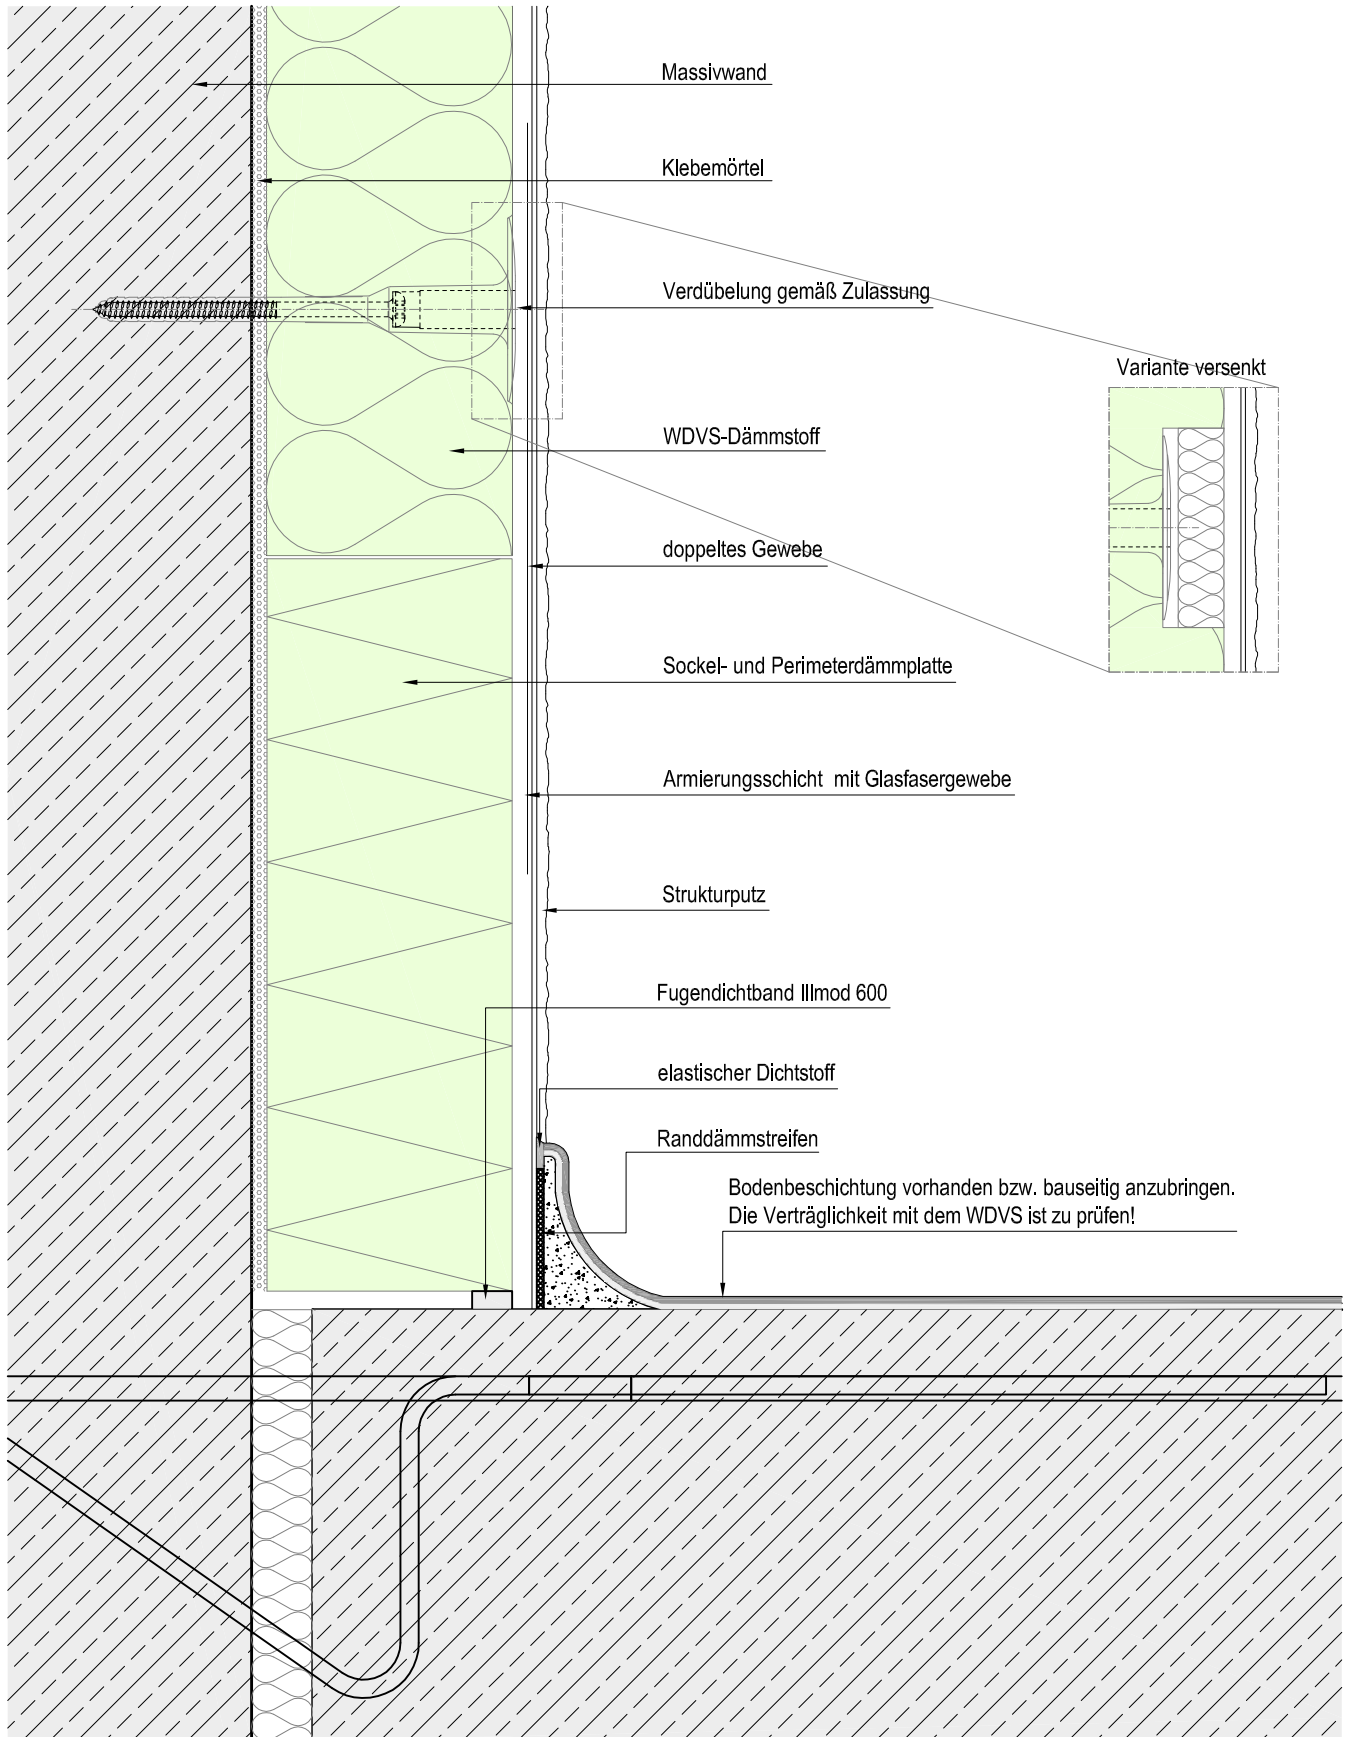 Massivwand
Klebemörtel
Verdübelung gemäß Zulassung
Variante versenkt
WDVS-Dämmstoff
doppeltes Gewebe
Sockel- und Perimeterdämmplatte
Armierungsschicht mit Glasfasergewebe
Strukturputz
Fugendichtband Illmod 600
elastischer Dichtstoff
Randdämmstreifen
Bodenbeschichtung vorhanden bzw. bauseitig anzubringen.
Die Verträglichkeit mit dem WDVS ist zu prüfen!